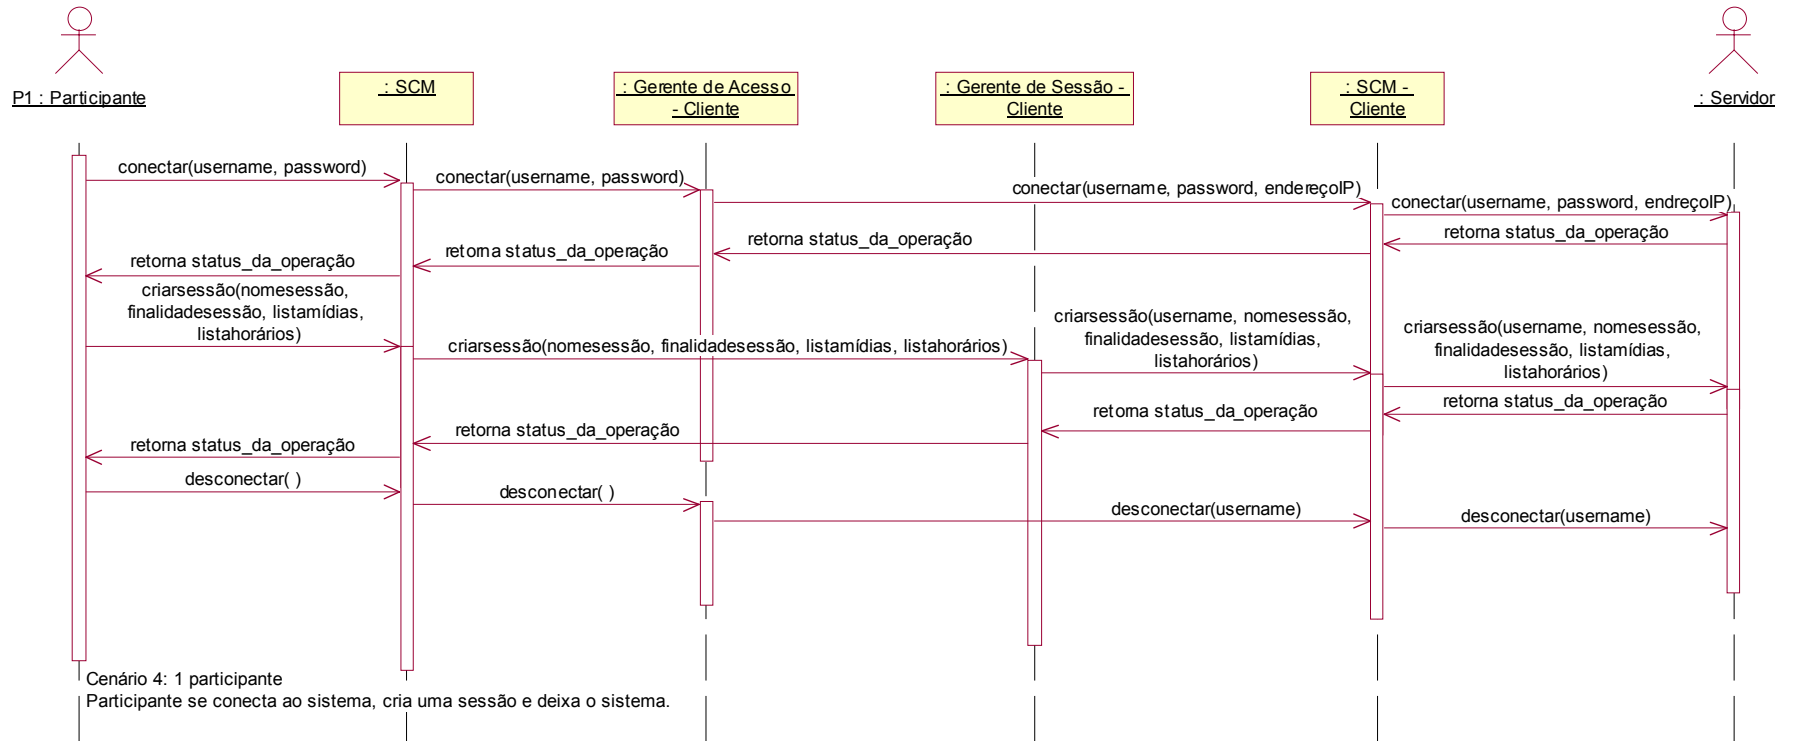 P1 : Participante
: SCM
: Gerente de Acesso
- Cliente
: Gerente de Sessão -
Cliente
: SCM -
Cliente
: Servidor
conectar(username, password)
conectar(username, password)
conectar(username, password, endereçoIP)
conectar(username, password, endreçoIP)
retorna status_da_operação
retorna status_da_operação
retorna status_da_operação
retorna status_da_operação
criarsessão(nomesessão,
finalidadesessão, listamídias,
listahorários)
criarsessão(nomesessão, finalidadesessão, listamídias, listahorários)
criarsessão(username, nomesessão,
finalidadesessão, listamídias,
listahorários)
criarsessão(username, nomesessão,
finalidadesessão, listamídias,
listahorários)
retorna status_da_operação
retorna status_da_operação
retorna status_da_operação
retorna status_da_operação
desconectar( )
desconectar( )
desconectar(username)
desconectar(username)
Cenário 4: 1 participante
Participante se conecta ao sistema, cria uma sessão e deixa o sistema.